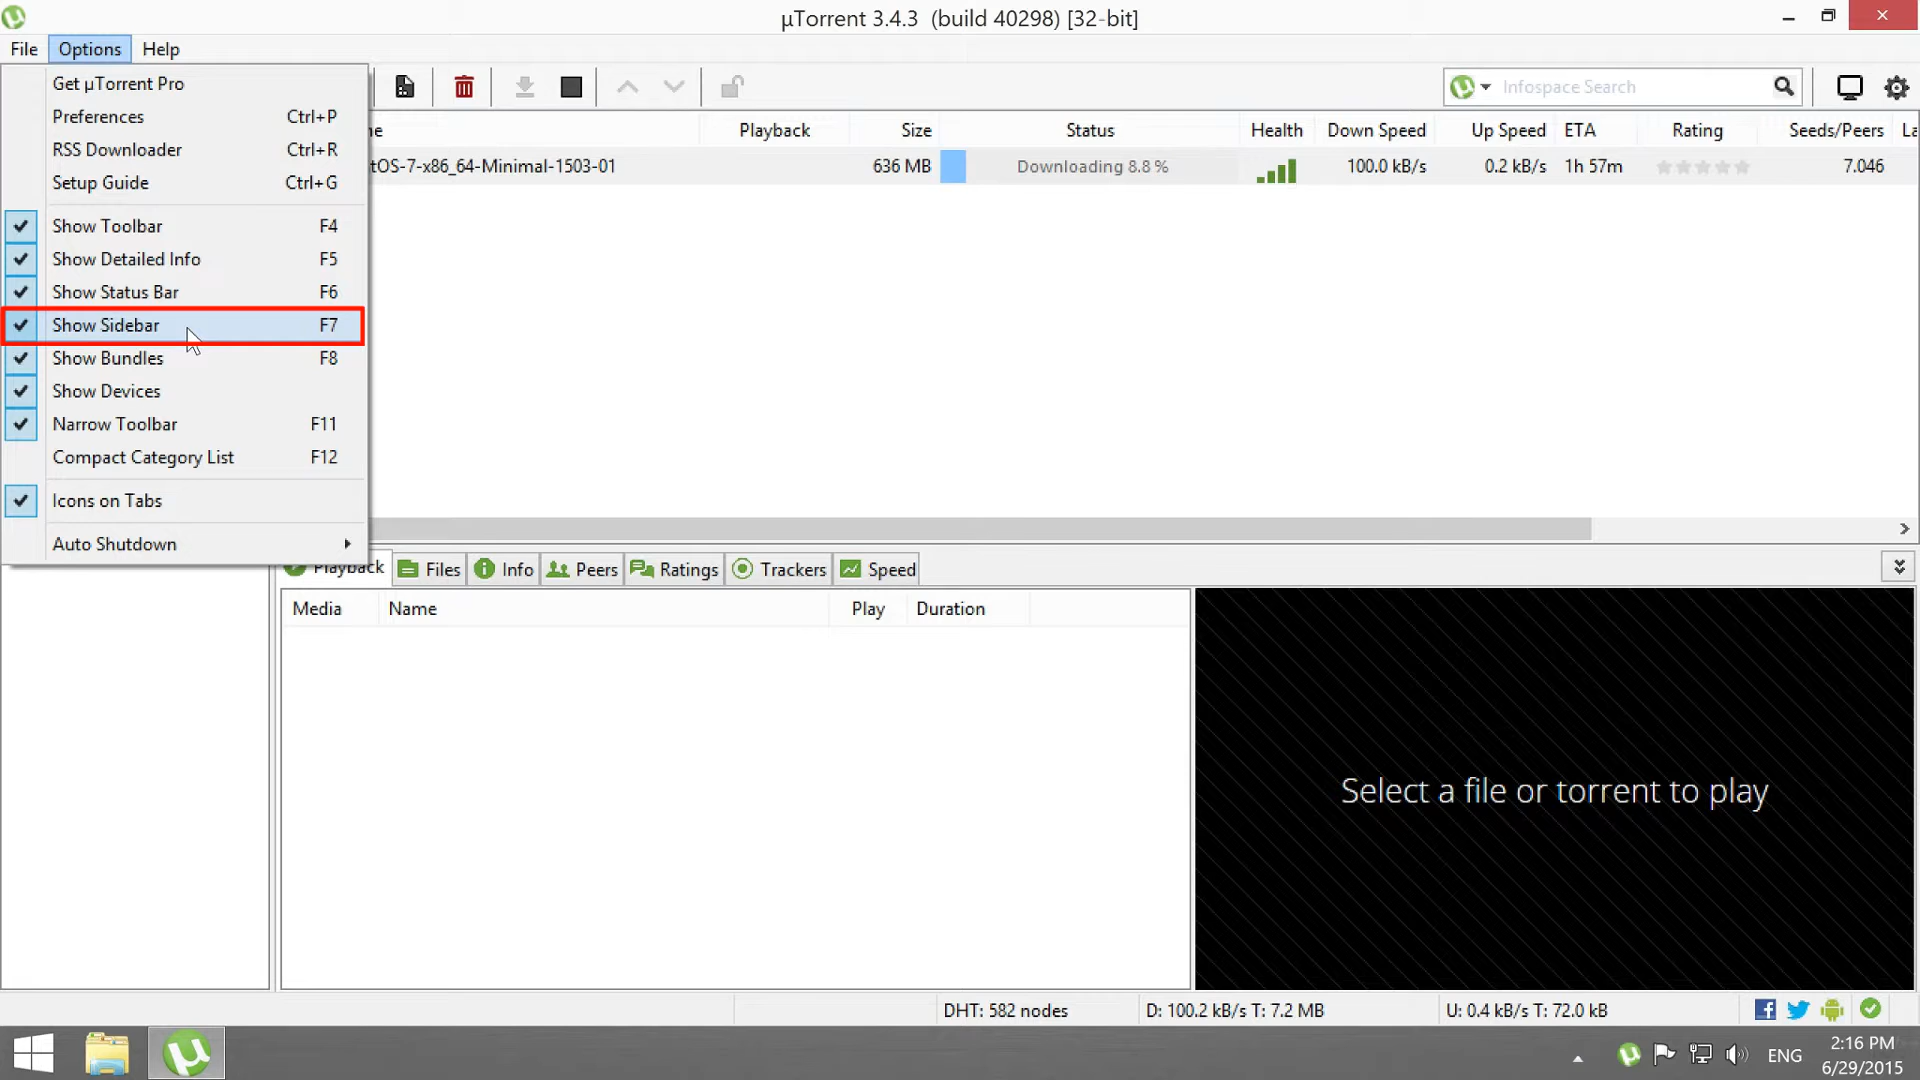 µTorrent 3.4.3 (build 40298) [32-bit]
File Options Help
Get µTorrent Pro
Preferences Ctrl+P
RSS Downloader Ctrl+R
Setup Guide Ctrl+G
Show Toolbar F4
Show Detailed Info F5
Show Status Bar F6
Show Sidebar F7
Show Bundles F8
Show Devices
Narrow Toolbar F11
Compact Category List F12
Icons on Tabs
Auto Shutdown
Infospace Search
ne Playback Size Status Health Down Speed Up Speed ETA Rating Seeds/Peers La
tOS-7-x86_64-Minimal-1503-01 636 MB Downloading 8.8 % 100.0 kB/s 0.2 kB/s 1h 57m 7.046
Playback Files Info Peers Ratings Trackers Speed
Media Name Play Duration
Select a file or torrent to play
DHT: 582 nodes D: 100.2 kB/s T: 7.2 MB U: 0.4 kB/s T: 72.0 kB
ENG
2:16 PM
6/29/2015